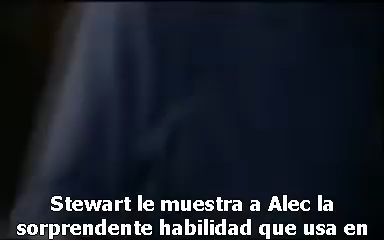 Stewart le muestra a Alec la
sorprendente habilidad que usa en